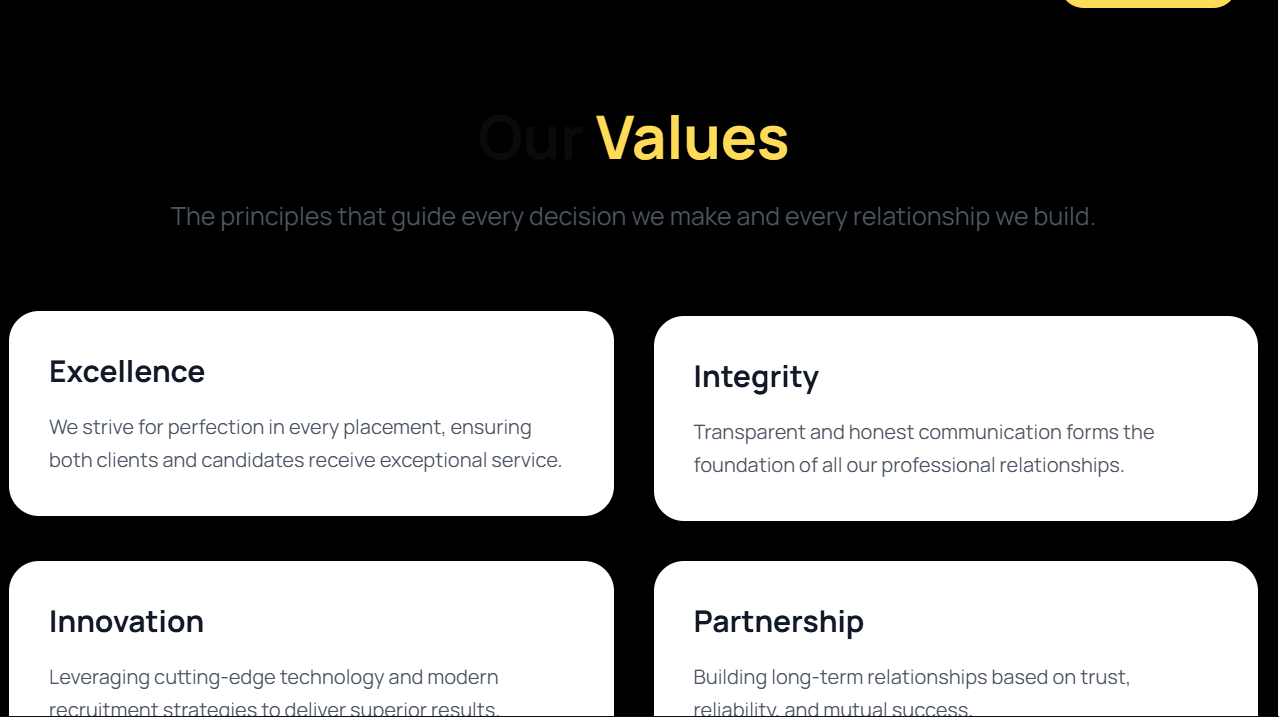 Our Values
The principles that guide every decision we make and every relationship we build.
Excellence
We strive for perfection in every placement, ensuring
both clients and candidates receive exceptional service.
Integrity
Transparent and honest communication forms the
foundation of all our professional relationships.
Innovation
Leveraging cutting-edge technology and modern
recruitment strategies to deliver superior results.
Partnership
Building long-term relationships based on trust,
reliability, and mutual success.